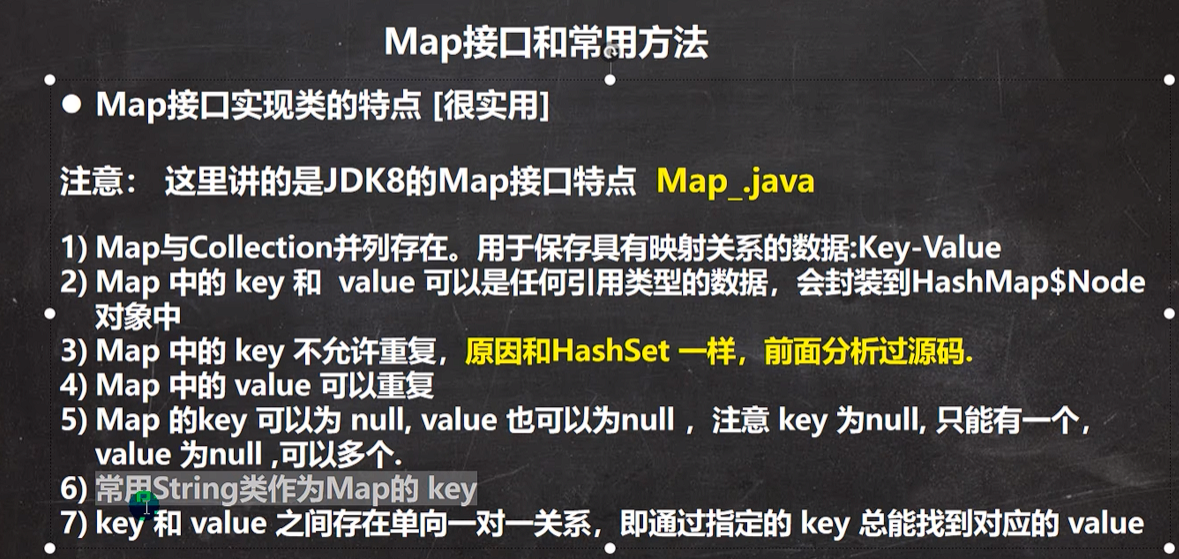 Map接口和常用方法
● Map接口实现类的特点 [很实用]
注意： 这里讲的是JDK8的Map接口特点 Map_.java
1) Map与Collection并列存在。用于保存具有映射关系的数据:Key-Value
2) Map 中的 key 和 value 可以是任何引用类型的数据，会封装到HashMap$Node
对象中
3) Map 中的 key 不允许重复，原因和HashSet 一样，前面分析过源码.
4) Map 中的 value 可以重复
5) Map 的key 可以为 null, value 也可以为null ，注意 key 为null, 只能有一个，
value 为null ,可以多个.
6) 常用String类作为Map的 key
7) key 和 value 之间存在单向一对一关系，即通过指定的 key 总能找到对应的 value